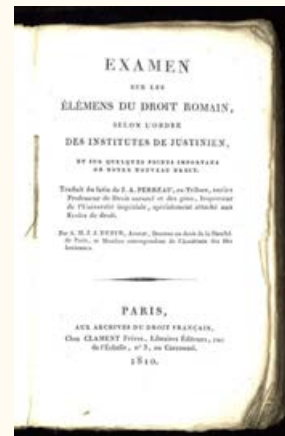 EXAMEN
SUR LES
ÉLÉMENS DU DROIT ROMAIN,
SELON L'ORDRE
DES INSTITUTES DE JUSTINIEN,
ET SUR QUELQUES POINTS IMPORTANS
DE NOTRE NOUVEAU DROIT.
Traduit du latin de J. A. PERREAU, ex-Tribun, ancien
Professeur de Droit naturel et des gens, Inspecteur
de l'Université impériale, spécialement attaché aux
Écoles de droit.
Par A. M. J. J. DUPIN, Avocat, Docteur en droit de la Faculté
de Paris, et Membre correspondant de l'Académie des
PARIS,
AUX ARCHIVES DU DROIT FRANÇAIS,
Chez CLAMENT Frères, Libraires Éditeurs, rue
de l'Échelle, n° 3, au Carrousel.
1810.